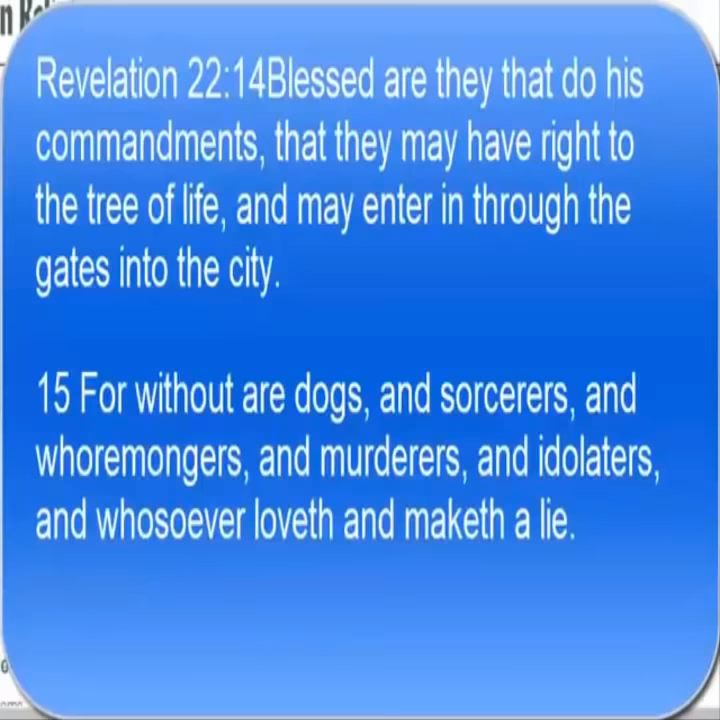 Revelation 22:14Blessed are they that do his
commandments, that they may have right to
the tree of life, and may enter in through the
gates into the city.
15 For without are dogs, and sorcerers, and
whoremongers, and murderers, and idolaters,
and whosoever loveth and maketh a lie.